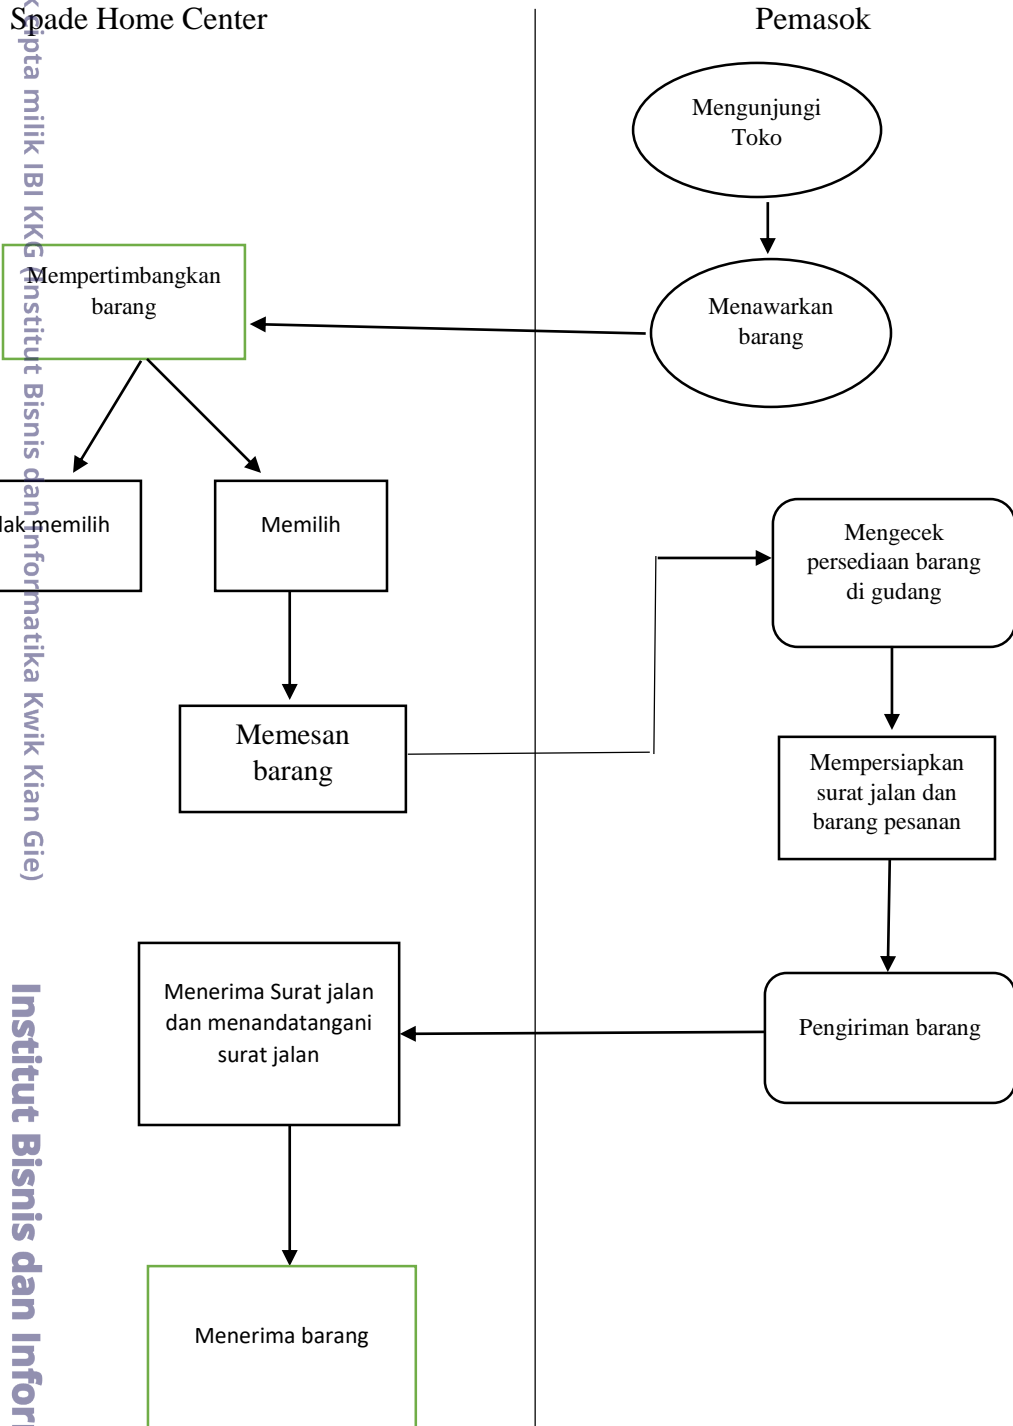 Spade Home Center
Pemasok
Mengunjungi
Toko
Mempertimbangkan
barang
Menawarkan
barang
memilih
Memilih
Mengecek
persediaan barang
di gudang
Memesan
barang
Mempersiapkan
surat jalan dan
barang pesanan
Menerima Surat jalan
dan menandatangani
surat jalan
Pengiriman barang
Menerima barang
Cipta milik IBI KKG (Institut Bisnis dan Informatika Kwik Kian Gie)
Institut Bisnis dan